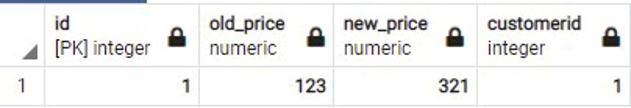 id old_price new_price customerid
[PK] integer numeric numeric integer
1 1 123 321 1